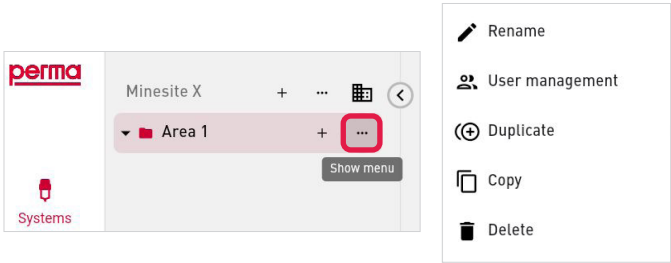 perma
Minesite X
Area 1
Show menu
Systems
Rename
User management
Duplicate
Copy
Delete